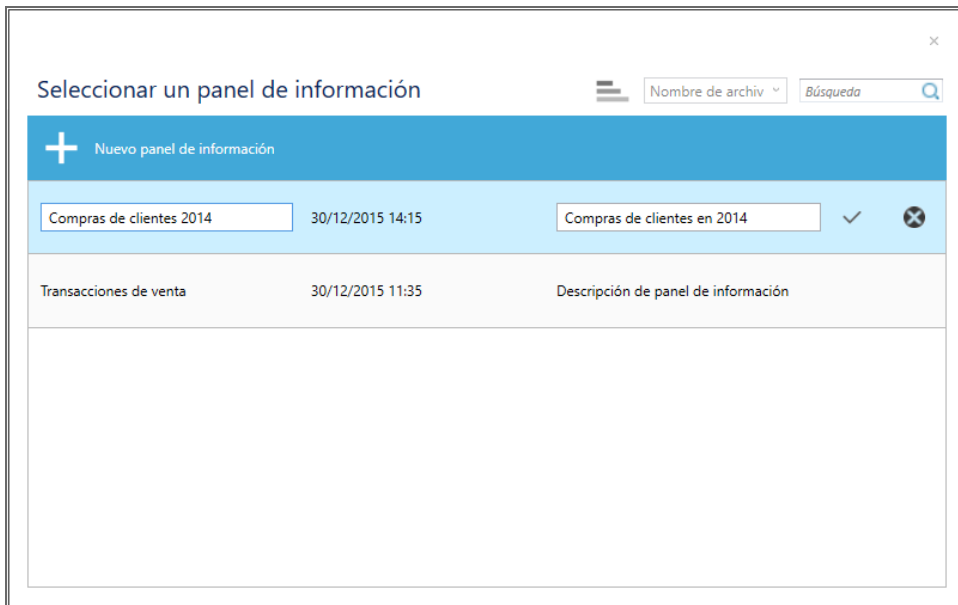 Seleccionar un panel de información
Nombre de archiv
Búsqueda
Nuevo panel de información
Compras de clientes 2014 30/12/2015 14:15 Compras de clientes en 2014
Transacciones de venta 30/12/2015 11:35 Descripción de panel de información